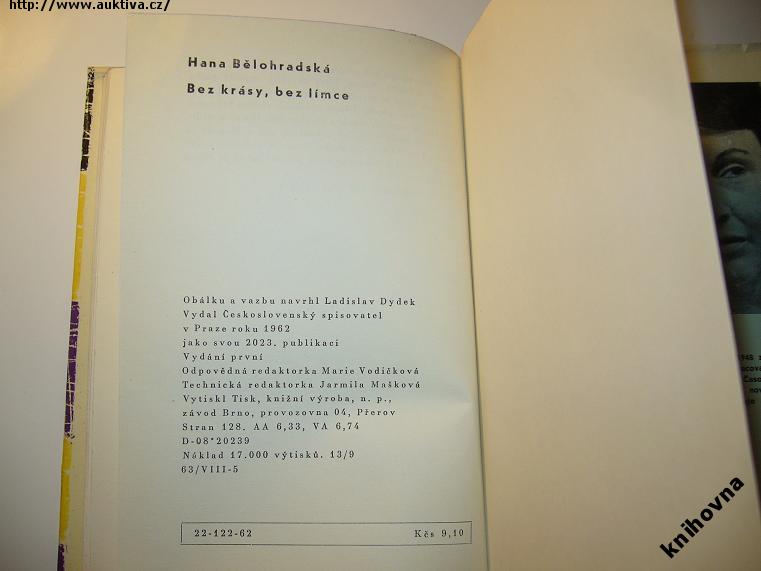 http://www.auktiva.cz/
Hana Bělohradská
Bez krásy, bez límce
Obálku a vazbu navrhl Ladislav Dydek
Vydal Československý spisovatel
v Praze roku 1962
jako svou 2023. publikaci
Vydání první
Odpovědná redaktorka Marie Vodičková
Technická redaktorka Jarmila Mašková
Vytiskl Tisk, knižní výroba, n. p.,
závod Brno, provozovna 04, Přerov
Stran 128. AA 6,33, VA 6,74
D-08*20239
Náklad 17.000 výtisků. 13/9
63/VIII-5
22-122-62 Kčs 9,10
1948
knihovna